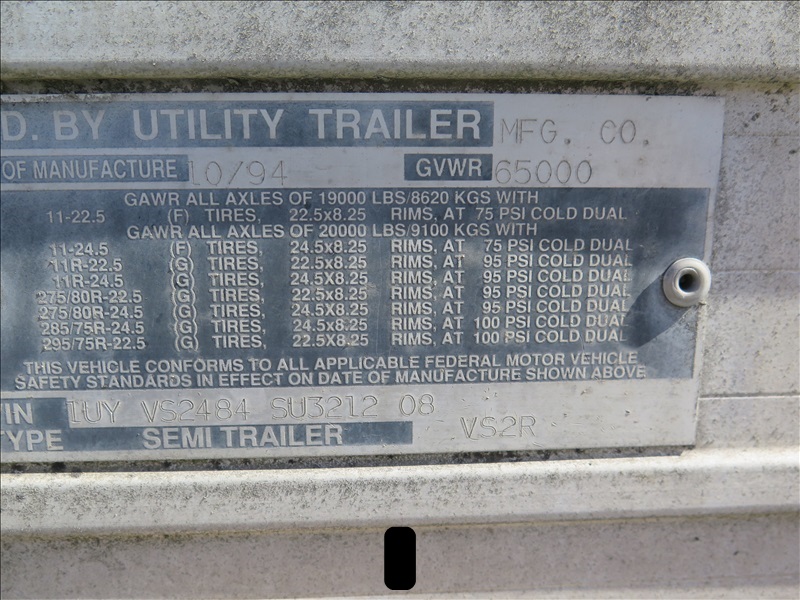 D. BY UTILITY TRAILER MFG. CO.
OF MANUFACTURE 10/94 GVWR 65000
GAWR ALL AXLES OF 19000 LBS/8620 KGS WITH
11-22.5 (F) TIRES, 22.5x8.25 RIMS, AT 75 PSI COLD DUAL
GAWR ALL AXLES OF 20000 LBS/9100 KGS WITH
11-24.5 (F) TIRES, 24.5x8.25 RIMS, AT 75 PSI COLD DUAL
11R-22.5 (G) TIRES, 22.5x8.25 RIMS, AT 95 PSI COLD DUAL
11R-24.5 (G) TIRES, 24.5x8.25 RIMS, AT 95 PSI COLD DUAL
275/80R-22.5 (G) TIRES, 22.5x8.25 RIMS, AT 95 PSI COLD DUAL
275/80R-24.5 (G) TIRES, 24.5x8.25 RIMS, AT 95 PSI COLD DUAL
285/75R-24.5 (G) TIRES, 24.5x8.25 RIMS, AT 100 PSI COLD DUAL
295/75R-22.5 (G) TIRES, 22.5x8.25 RIMS, AT 100 PSI COLD DUAL
THIS VEHICLE CONFORMS TO ALL APPLICABLE FEDERAL MOTOR VEHICLE
SAFETY STANDARDS IN EFFECT ON DATE OF MANUFACTURE SHOWN ABOVE
VIN 1UY VS2484 SU3212 08
TYPE SEMI TRAILER VS2R